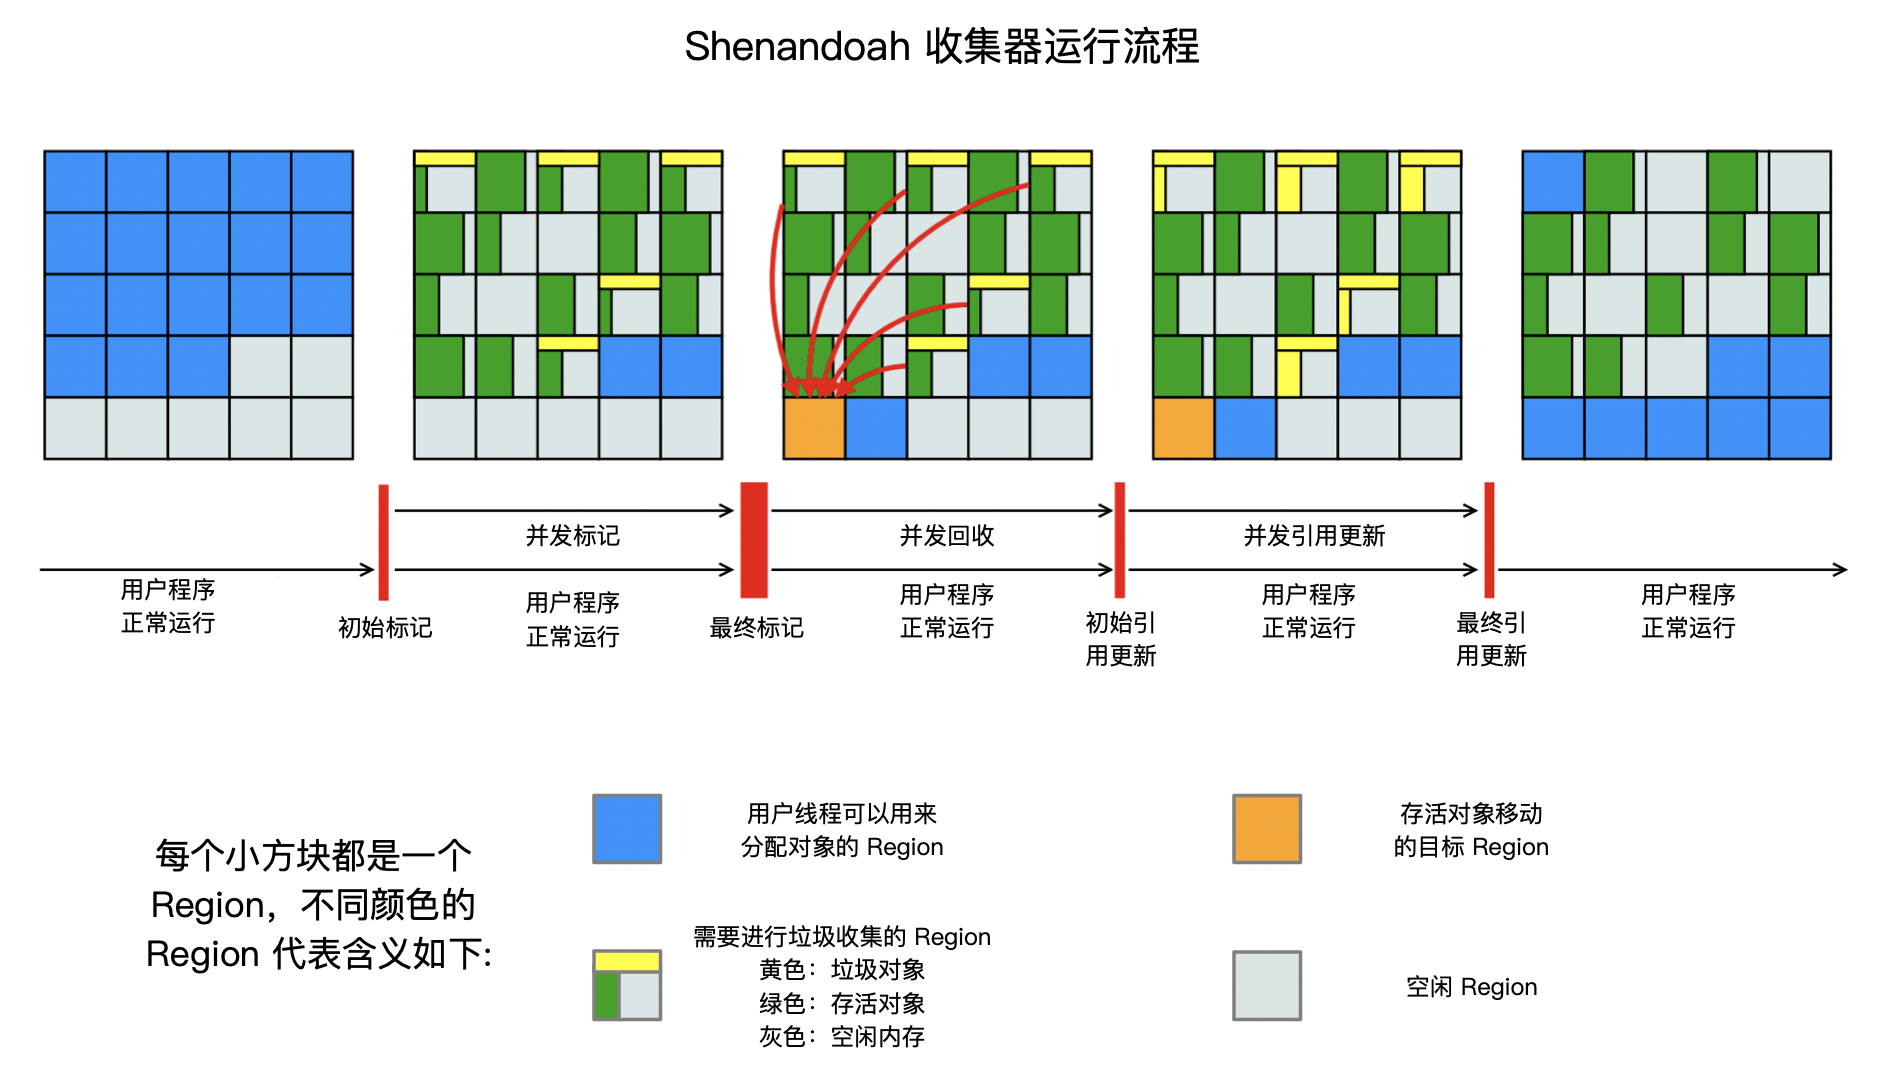 Shenandoah 收集器运行流程
并发标记
并发回收
并发引用更新
用户程序
正常运行
初始标记
用户程序
正常运行
最终标记
用户程序
正常运行
初始引
用更新
用户程序
正常运行
最终引
用更新
用户程序
正常运行
每个小方块都是一个
Region，不同颜色的
Region 代表含义如下:
用户线程可以用来
分配对象的 Region
存活对象移动
的目标 Region
需要进行垃圾收集的 Region
黄色：垃圾对象
绿色：存活对象
灰色：空闲内存
空闲 Region